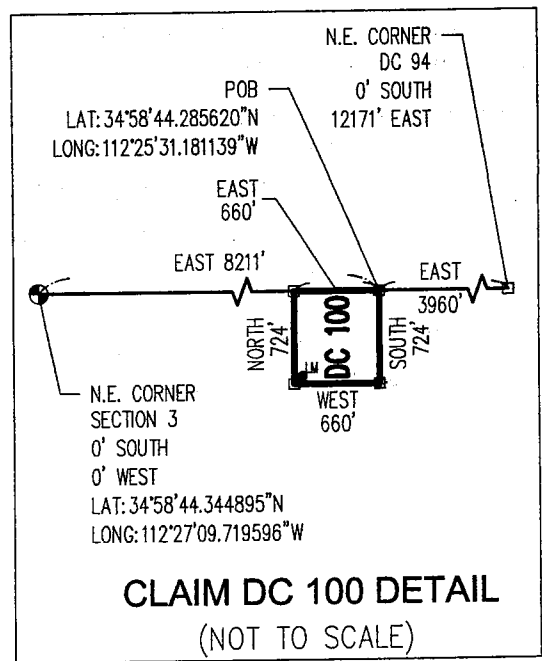 N.E. CORNER
DC 94
0' SOUTH
12171' EAST
POB
LAT: 34°58'44.285620"N
LONG: 112°25'31.181139"W
EAST
660'
EAST 8211'
EAST
3960'
NORTH
724'
DC 100
LM
SOUTH
724'
WEST
660'
N.E. CORNER
SECTION 3
0' SOUTH
0' WEST
LAT: 34°58'44.344895"N
LONG: 112°27'09.719596"W
CLAIM DC 100 DETAIL
(NOT TO SCALE)